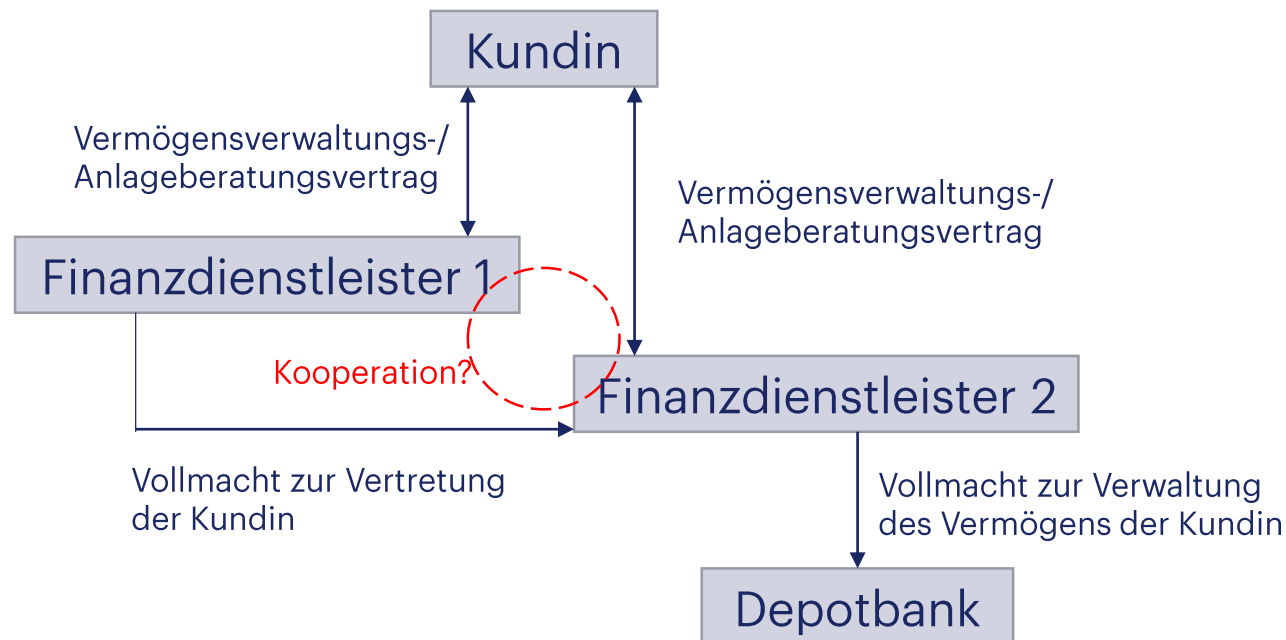 Kundin
Vermögensverwaltungs-/
Anlageberatungsvertrag
Vermögensverwaltungs-/
Anlageberatungsvertrag
Finanzdienstleister 1
Kooperation?
Finanzdienstleister 2
Vollmacht zur Vertretung
der Kundin
Vollmacht zur Verwaltung
des Vermögens der Kundin
Depotbank